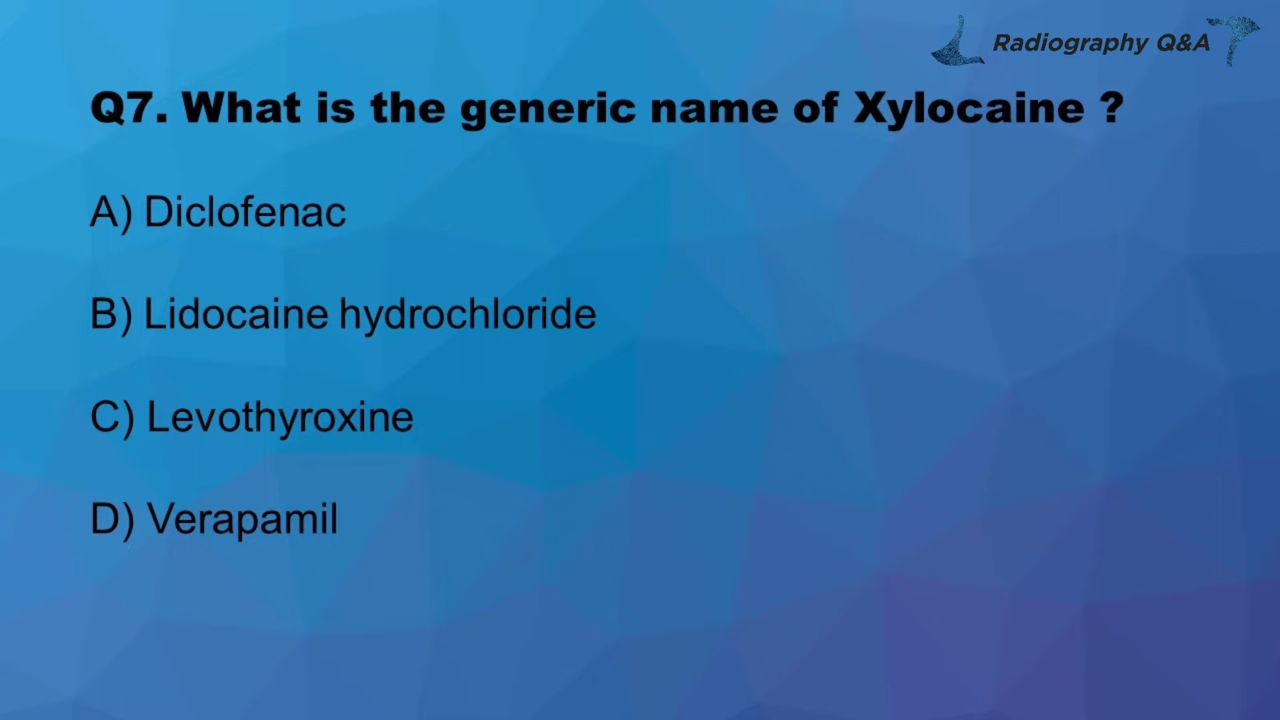 Radiography Q&A
Q7. What is the generic name of Xylocaine ?
A) Diclofenac
B) Lidocaine hydrochloride
C) Levothyroxine
D) Verapamil